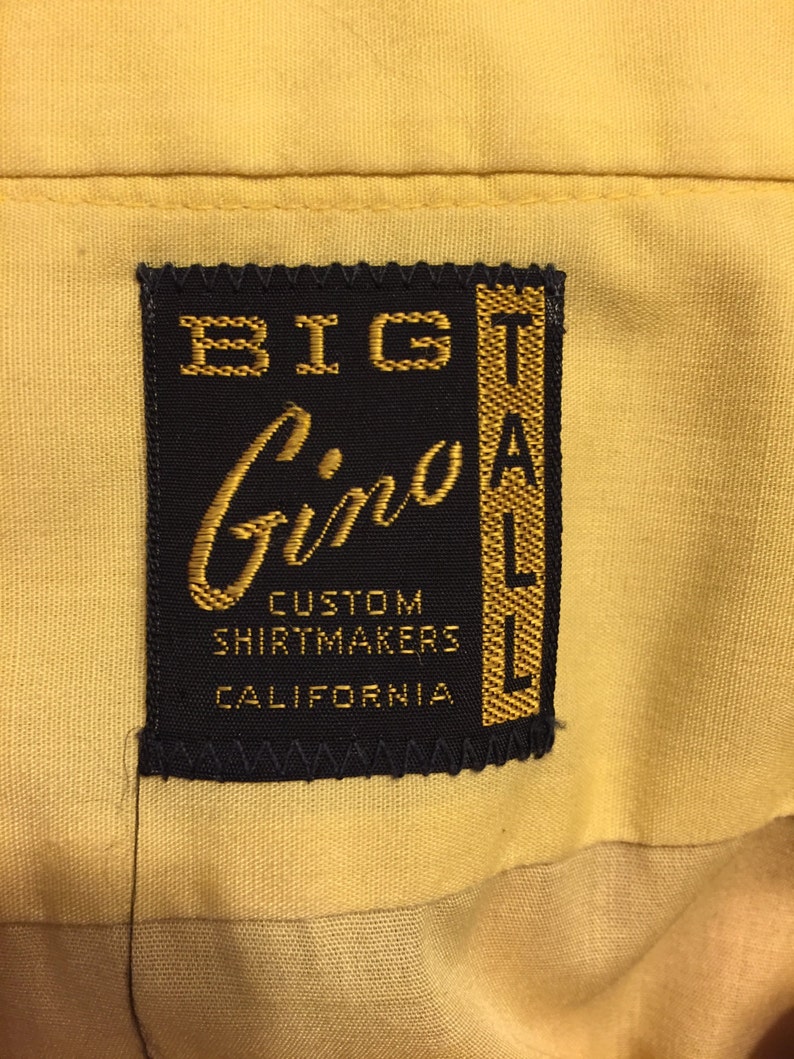 BIG
TALL
Gino
CUSTOM
SHIRTMAKERS
CALIFORNIA